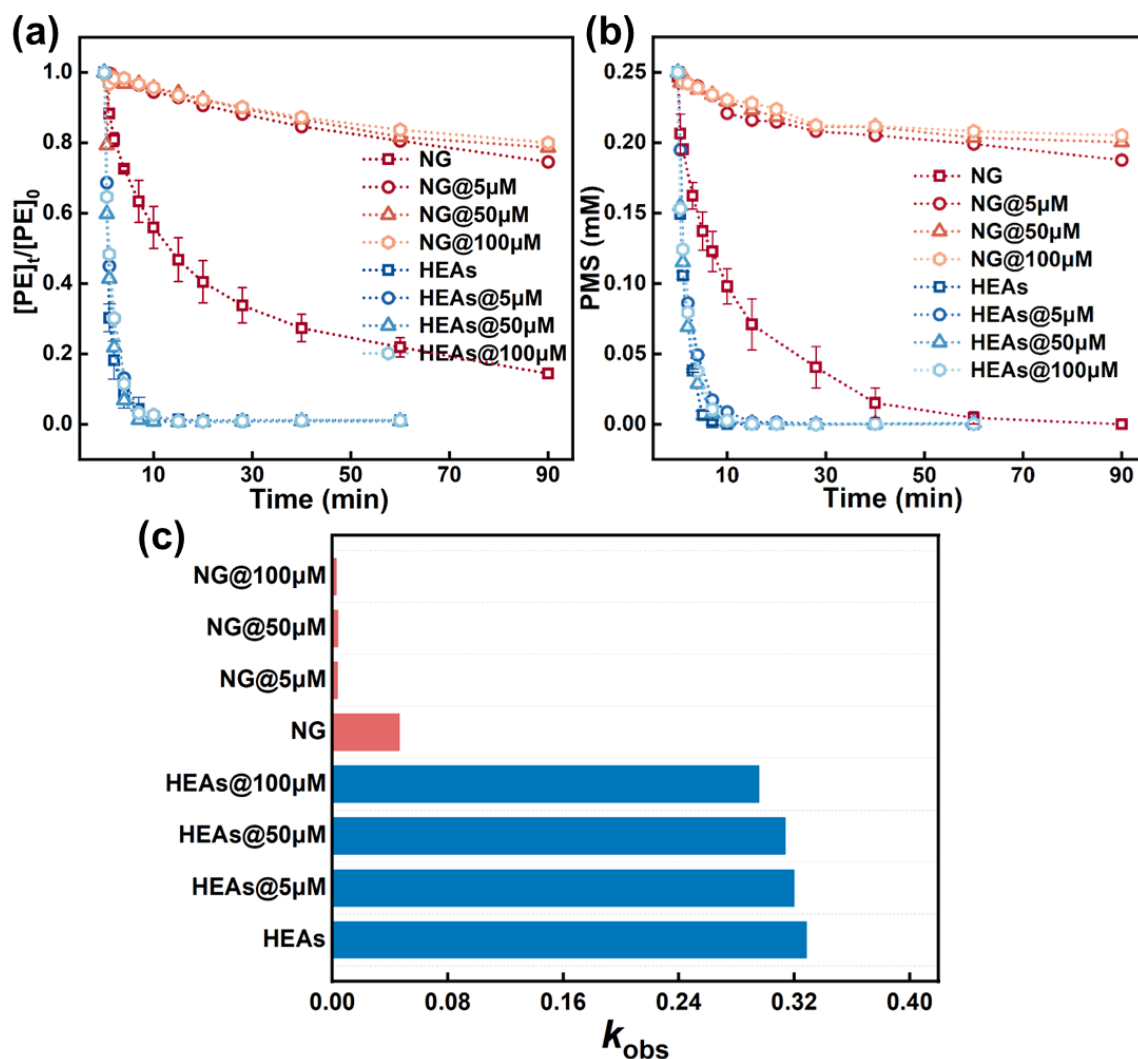 (a)
1.0
0.8
0.6
0.4
0.2
0.0
[PE]t/[PE]0
NG
NG@5μM
NG@50μM
NG@100μM
HEAs
HEAs@5μM
HEAs@50μM
HEAs@100μM
10 30 50 70 90
Time (min)
(b)
0.25
0.20
0.15
0.10
0.05
0.00
PMS (mM)
NG
NG@5μM
NG@50μM
NG@100μM
HEAs
HEAs@5μM
HEAs@50μM
HEAs@100μM
10 30 50 70 90
Time (min)
(c)
NG@100μM
NG@50μM
NG@5μM
NG
HEAs@100μM
HEAs@50μM
HEAs@5μM
HEAs
0.00 0.08 0.16 0.24 0.32 0.40
kobs